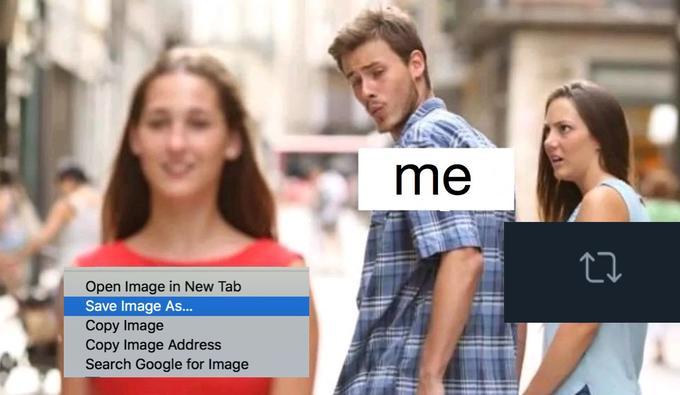 me
Open Image in New Tab
Save Image As...
Copy Image
Copy Image Address
Search Google for Image